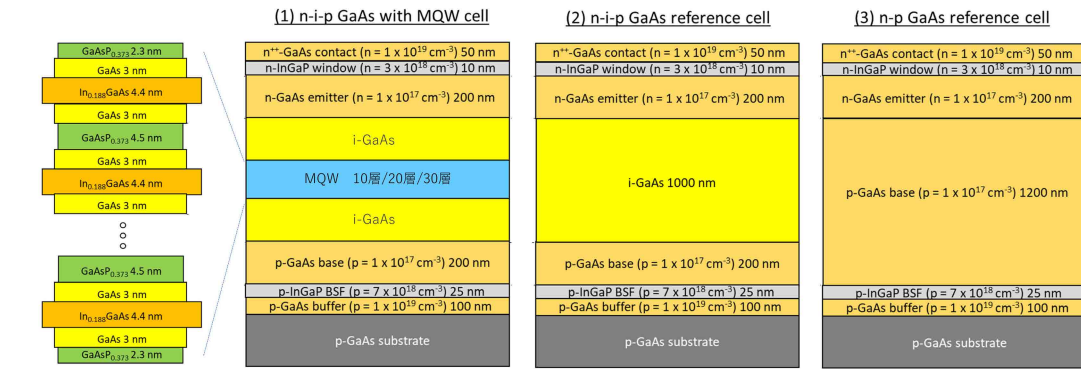 (1) n-i-p GaAs with MQW cell
(2) n-i-p GaAs reference cell
(3) n-p GaAs reference cell
GaAsP0.373 2.3 nm
GaAs 3 nm
In0.188GaAs 4.4 nm
GaAs 3 nm
GaAsP0.373 4.5 nm
GaAs 3 nm
In0.188GaAs 4.4 nm
GaAs 3 nm
GaAsP0.373 4.5 nm
GaAs 3 nm
In0.188GaAs 4.4 nm
GaAs 3 nm
GaAsP0.373 2.3 nm
n++-GaAs contact (n = 1 x 10^19 cm^-3) 50 nm
n-InGaP window (n = 3 x 10^18 cm^-3) 10 nm
n-GaAs emitter (n = 1 x 10^17 cm^-3) 200 nm
i-GaAs
MQW 10層/20層/30層
i-GaAs
p-GaAs base (p = 1 x 10^17 cm^-3) 200 nm
p-InGaP BSF (p = 7 x 10^18 cm^-3) 25 nm
p-GaAs buffer (p = 1 x 10^19 cm^-3) 100 nm
p-GaAs substrate
n++-GaAs contact (n = 1 x 10^19 cm^-3) 50 nm
n-InGaP window (n = 3 x 10^18 cm^-3) 10 nm
n-GaAs emitter (n = 1 x 10^17 cm^-3) 200 nm
i-GaAs 1000 nm
p-GaAs base (p = 1 x 10^17 cm^-3) 200 nm
p-InGaP BSF (p = 7 x 10^18 cm^-3) 25 nm
p-GaAs buffer (p = 1 x 10^19 cm^-3) 100 nm
p-GaAs substrate
n++-GaAs contact (n = 1 x 10^19 cm^-3) 50 nm
n-InGaP window (n = 3 x 10^18 cm^-3) 10 nm
n-GaAs emitter (n = 1 x 10^17 cm^-3) 200 nm
p-GaAs base (p = 1 x 10^17 cm^-3) 1200 nm
p-InGaP BSF (p = 7 x 10^18 cm^-3) 25 nm
p-GaAs buffer (p = 1 x 10^19 cm^-3) 100 nm
p-GaAs substrate